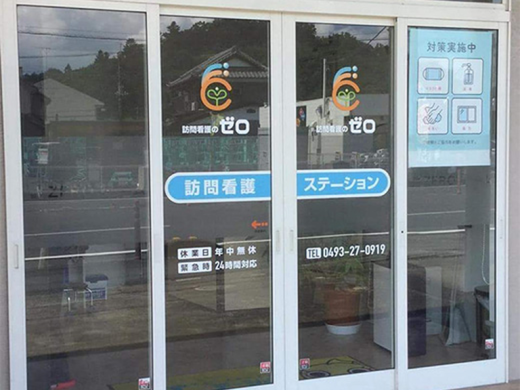 訪問看護のゼロ
訪問看護のゼロ
対策実施中
訪問看護
ステーション
休業日 年中無休
緊急時 24時間対応
TEL 0493-27-0919